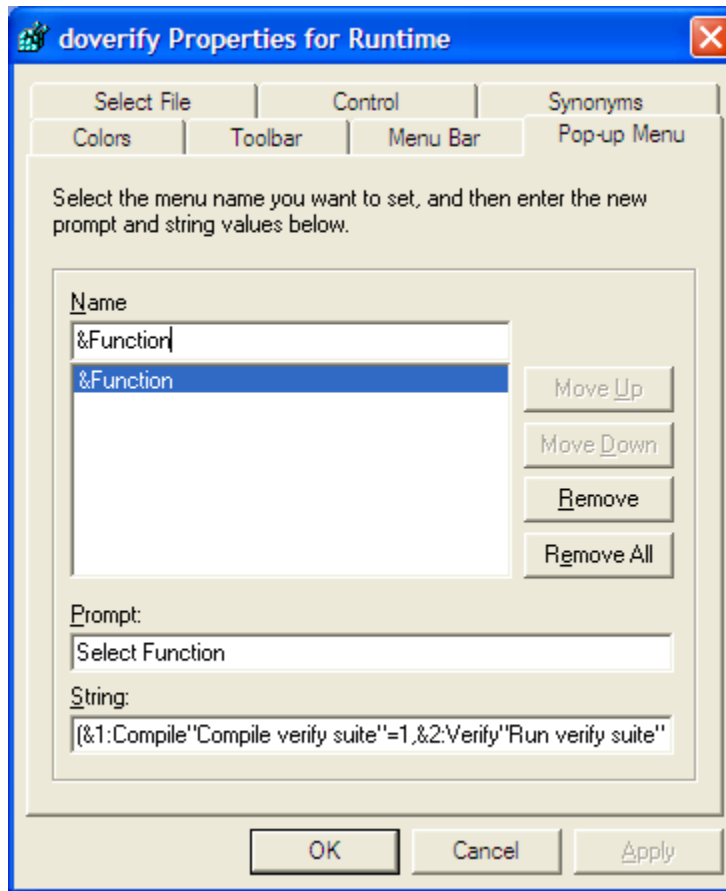 doverify Properties for Runtime
Select File Control Synonyms
Colors Toolbar Menu Bar Pop-up Menu
Select the menu name you want to set, and then enter the new
prompt and string values below.
Name
&Function
&Function
Move Up
Move Down
Remove
Remove All
Prompt:
Select Function
String:
(&1:Compile"Compile verify suite"=1,&2:Verify"Run verify suite"
OK Cancel Apply